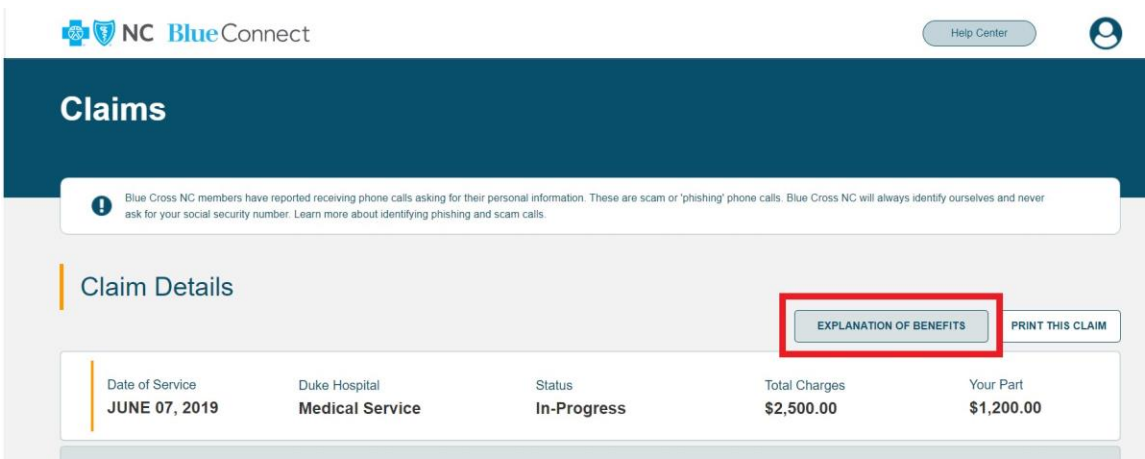 NC BlueConnect
Help Center
Claims
Blue Cross NC members have reported receiving phone calls asking for their personal information. These are scam or 'phishing' phone calls. Blue Cross NC will always identify ourselves and never
ask for your social security number. Learn more about identifying phishing and scam calls.
Claim Details
EXPLANATION OF BENEFITS PRINT THIS CLAIM
Date of Service Duke Hospital Status Total Charges Your Part
JUNE 07, 2019 Medical Service In-Progress $2,500.00 $1,200.00